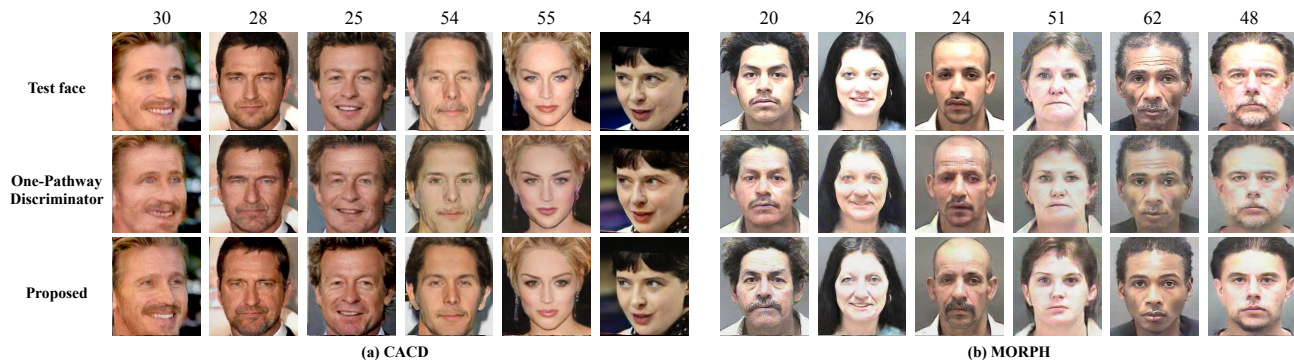 30 28 25 54 55 54 20 26 24 51 62 48
Test face
One-Pathway
Discriminator
Proposed
(a) CACD (b) MORPH